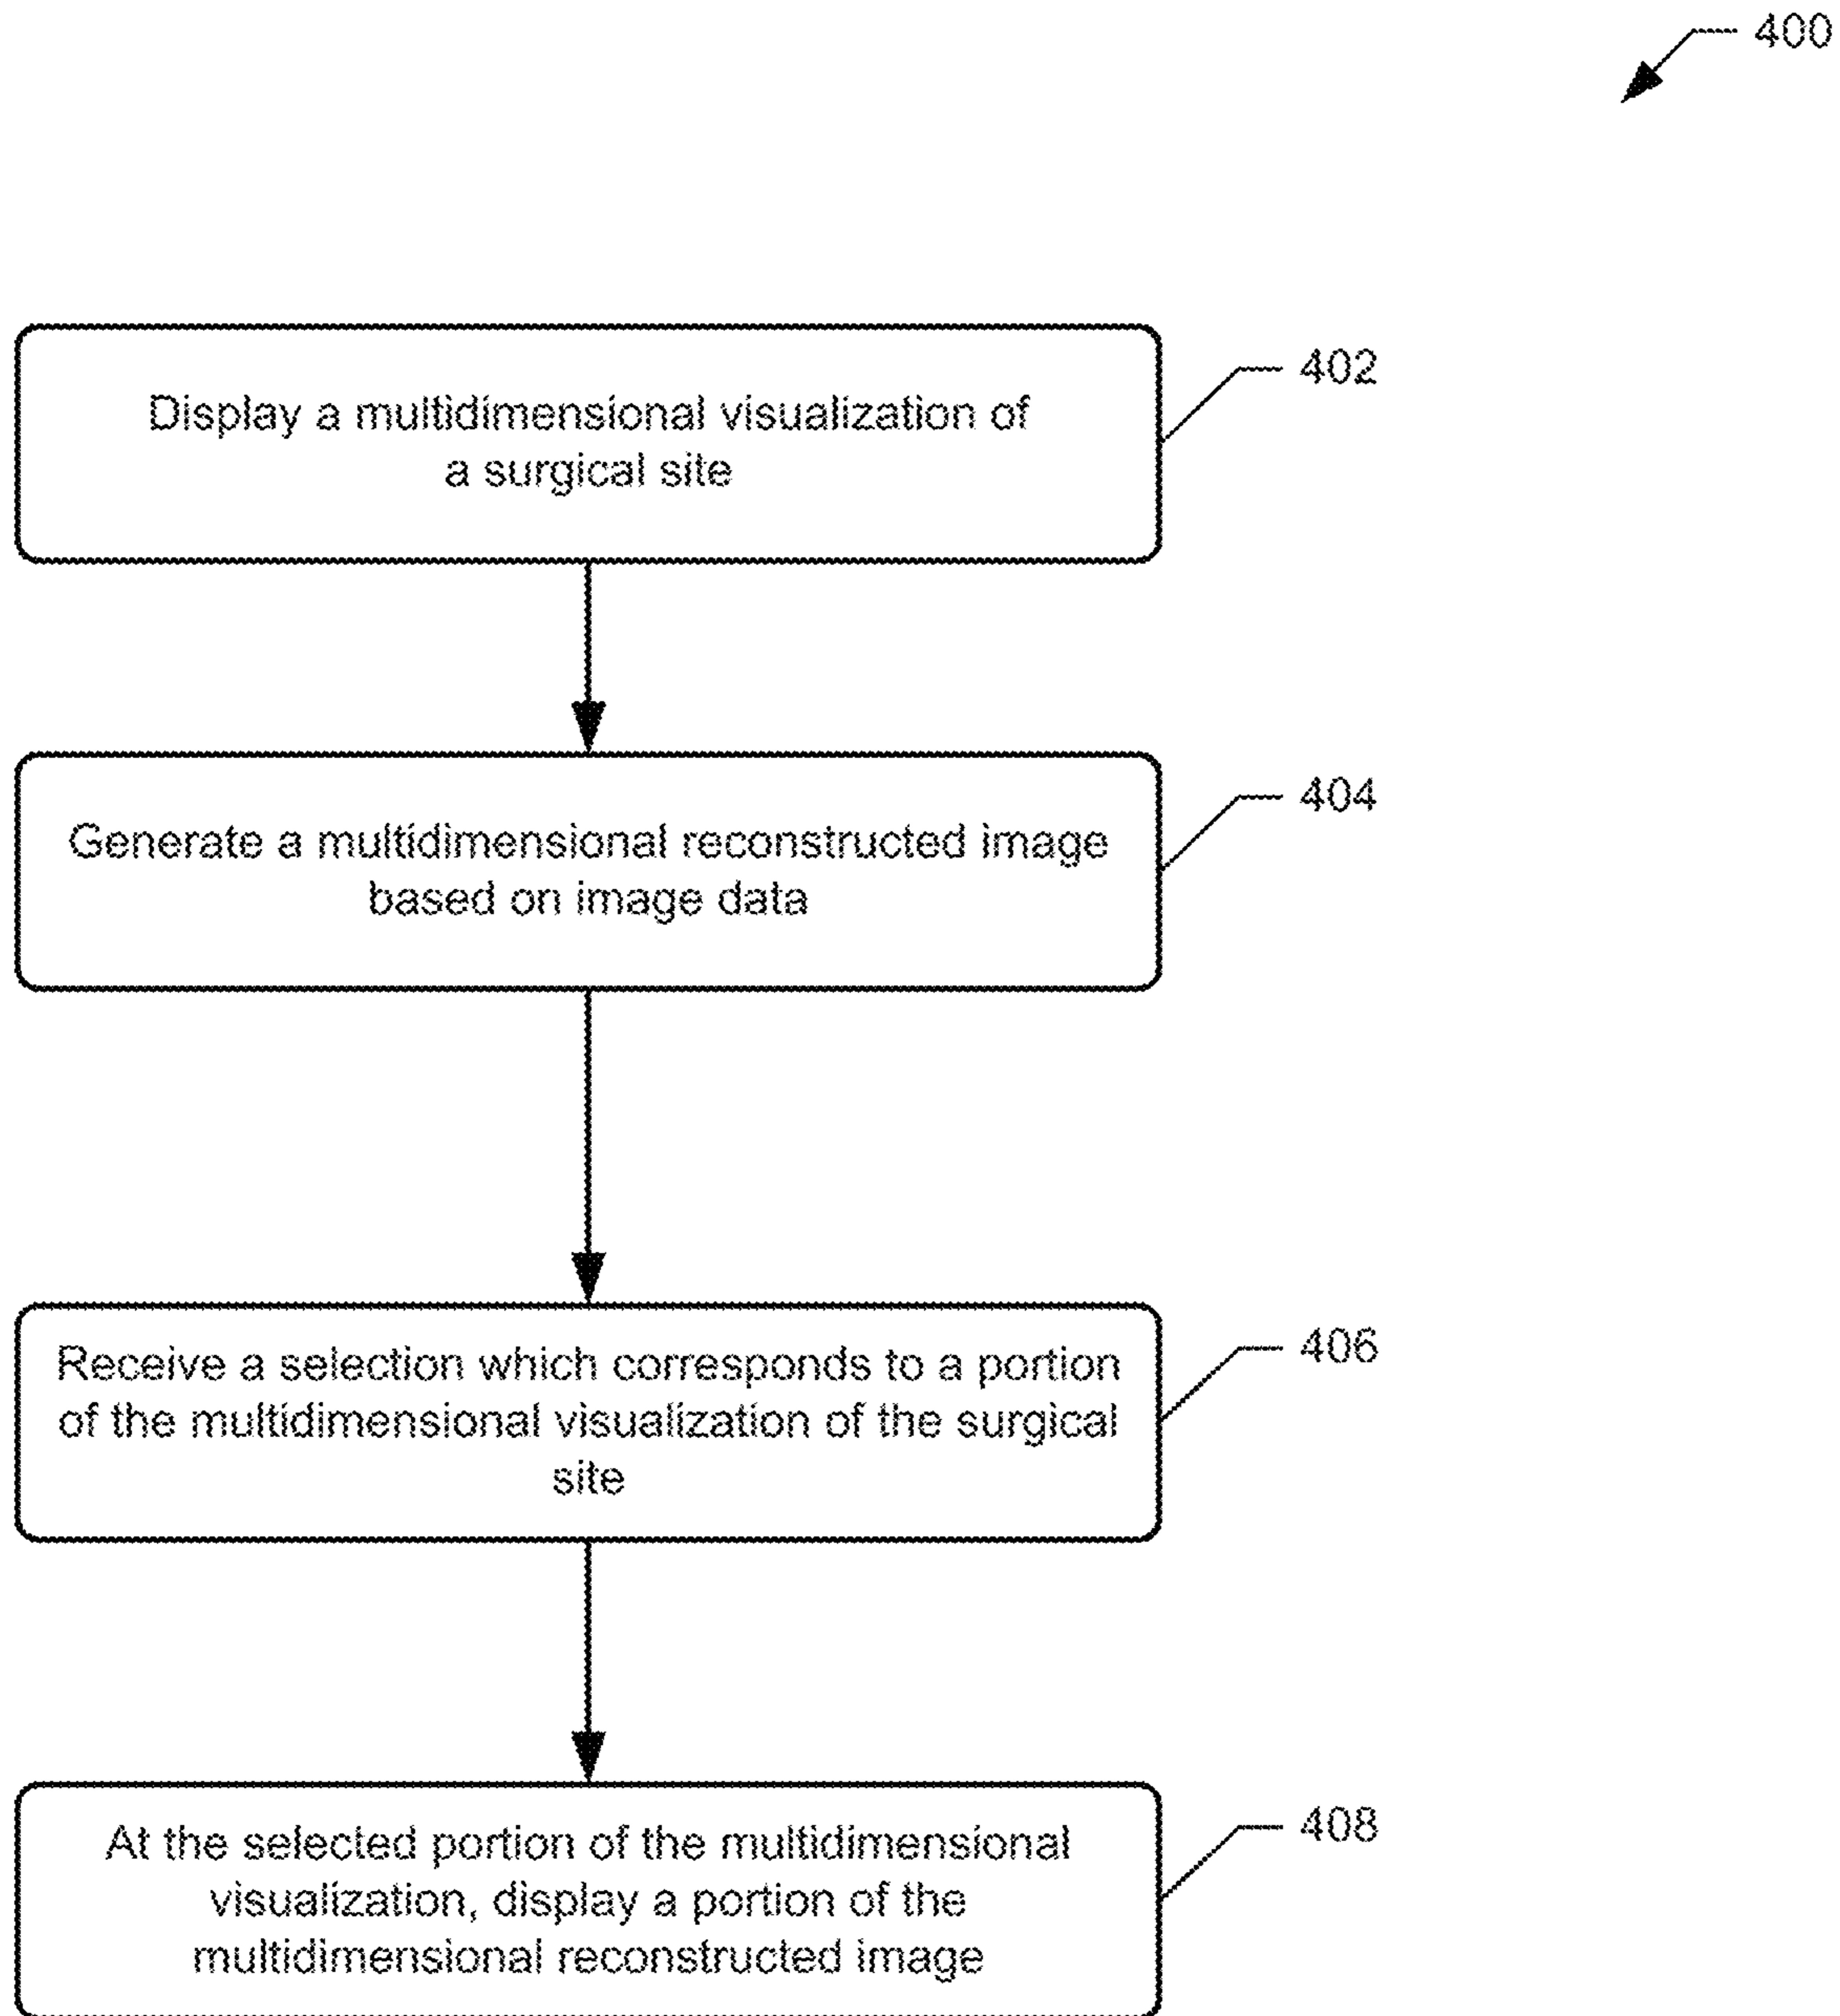 400
Display a multidimensional visualization of
a surgical site
402
Generate a multidimensional reconstructed image
based on image data
404
Receive a selection which corresponds to a portion
of the multidimensional visualization of the surgical
site
406
At the selected portion of the multidimensional
visualization, display a portion of the
multidimensional reconstructed image
408